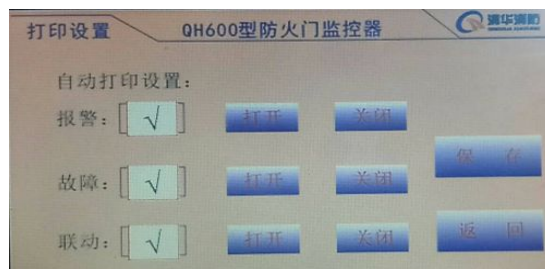 打印设置 QH600型防火门监控器 清华消防
自动打印设置：
报警：[ √ ] 打开 关闭
保 存
故障：[ √ ] 打开 关闭
联动：[ √ ] 打开 关闭
返 回